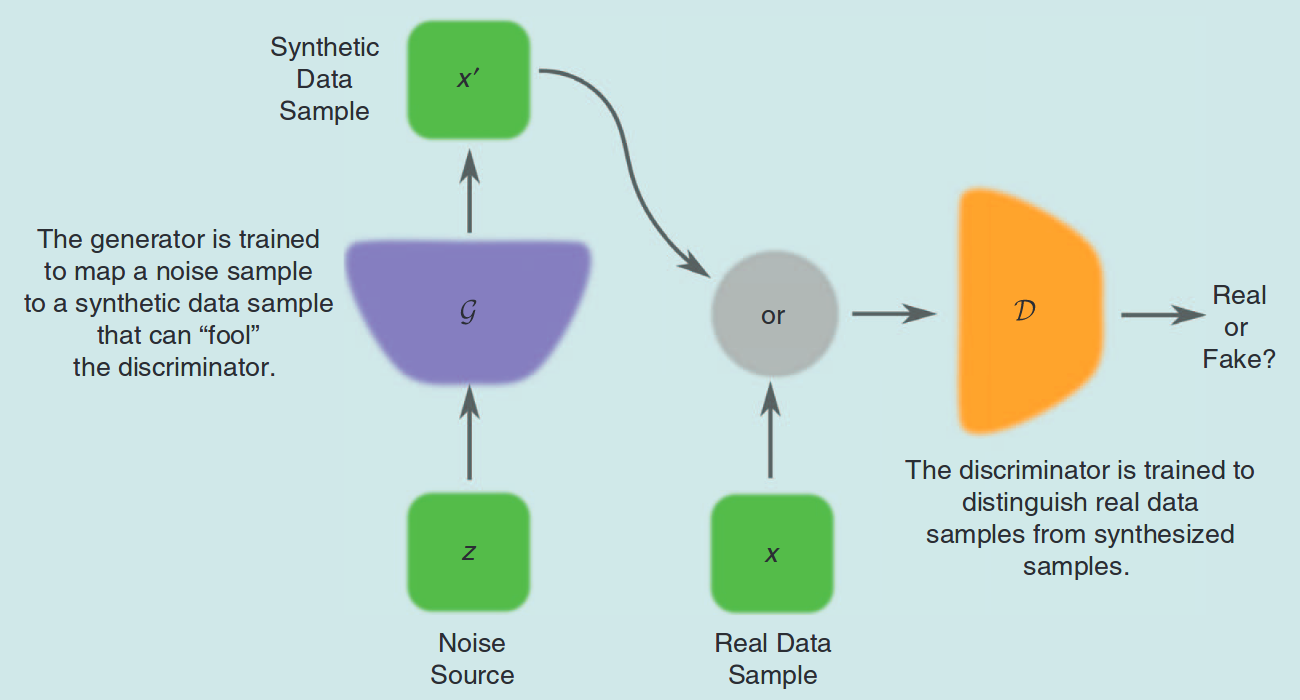 Synthetic
Data
Sample
x′
The generator is trained
to map a noise sample
to a synthetic data sample
that can “fool”
the discriminator.
𝒢
z
Noise
Source
or
x
Real Data
Sample
𝒟
Real
or
Fake?
The discriminator is trained to
distinguish real data
samples from synthesized
samples.